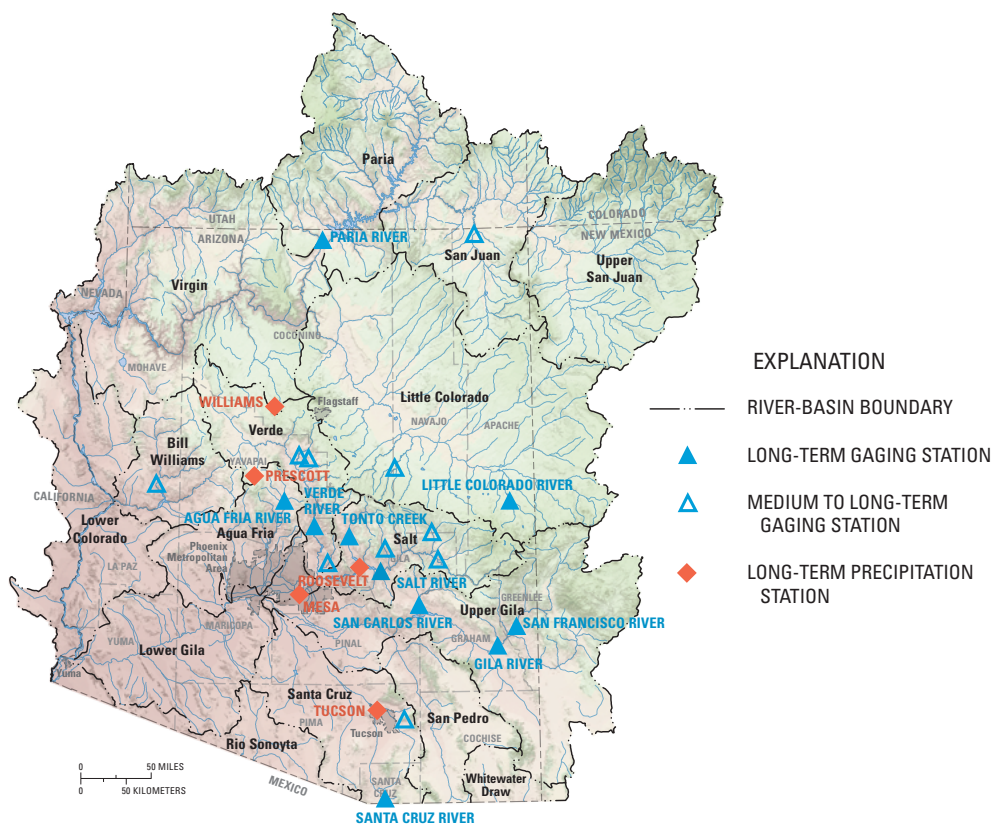 Paria
UTAH
ARIZONA
PARIA RIVER
COLORADO
NEW MEXICO
San Juan
Upper
San Juan
Virgin
NEVADA
COCONINO
MOHAVE
WILLIAMS
Flagstaff
Little Colorado
Verde
NAVAJO
APACHE
Bill
Williams
YAVAPAI
PRESCOTT
CALIFORNIA
VERDE
RIVER
LITTLE COLORADO RIVER
AGUA FRIA RIVER
TONTO CREEK
Lower
Colorado
Agua Fria
Salt
Phoenix
Metropolitan
Area
LA PAZ
GILA
ROOSEVELT
SALT RIVER
MESA
GREENLEE
SAN CARLOS RIVER
Upper Gila
SAN FRANCISCO RIVER
MARICOPA
YUMA
PINAL
GRAHAM
Lower Gila
GILA RIVER
Yuma
Santa Cruz
TUCSON
San Pedro
PIMA
Tucson
Rio Sonoyta
COCHISE
MEXICO
SANTA
CRUZ
Whitewater
Draw
SANTA CRUZ RIVER
0 50 MILES
0 50 KILOMETERS
EXPLANATION
RIVER-BASIN BOUNDARY
LONG-TERM GAGING STATION
MEDIUM TO LONG-TERM
GAGING STATION
LONG-TERM PRECIPITATION
STATION